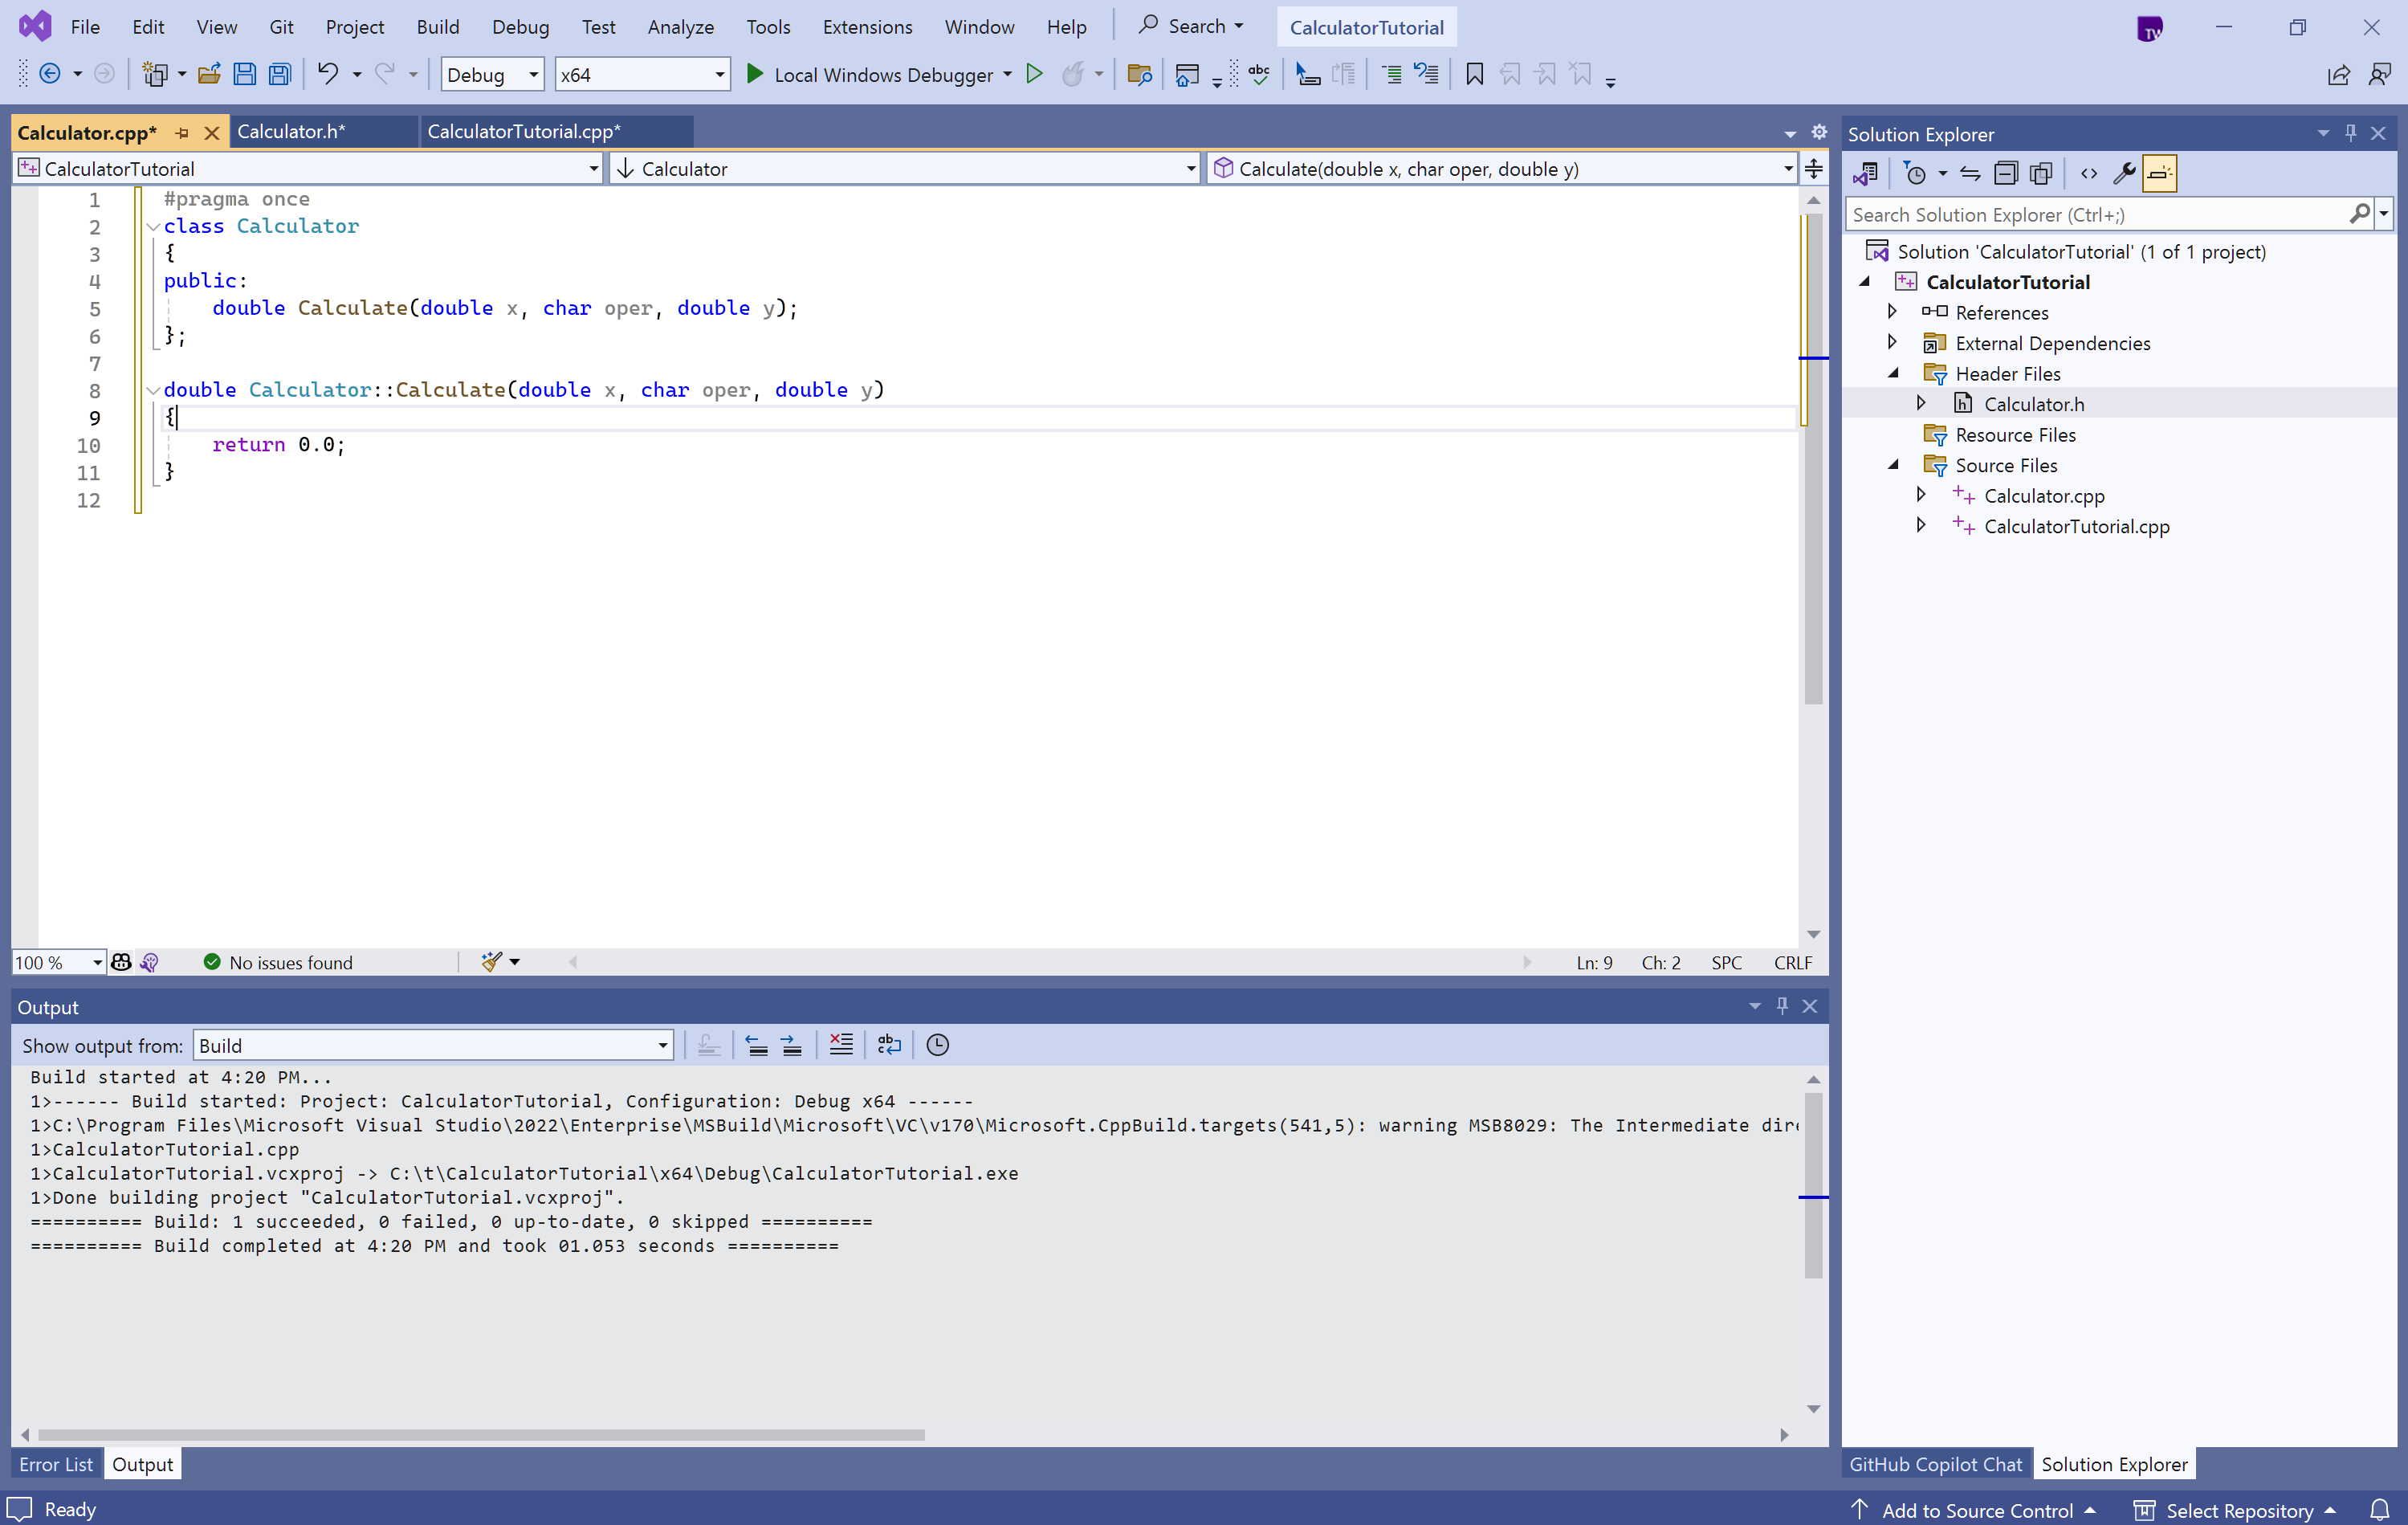 File Edit View Git Project Build Debug Test Analyze Tools Extensions Window Help Search CalculatorTutorial TW
Debug x64 Local Windows Debugger abc
Calculator.cpp* Calculator.h* CalculatorTutorial.cpp*
CalculatorTutorial Calculator Calculate(double x, char oper, double y)
1 #pragma once
2 class Calculator
3 {
4 public:
5 double Calculate(double x, char oper, double y);
6 };
7
8 double Calculator::Calculate(double x, char oper, double y)
9 {
10 return 0.0;
11 }
12
100 % No issues found Ln: 9 Ch: 2 SPC CRLF
Output
Show output from: Build
Build started at 4:20 PM...
1>------ Build started: Project: CalculatorTutorial, Configuration: Debug x64 ------
1>C:\Program Files\Microsoft Visual Studio\2022\Enterprise\MSBuild\Microsoft\VC\v170\Microsoft.CppBuild.targets(541,5): warning MSB8029: The Intermediate dire
1>CalculatorTutorial.cpp
1>CalculatorTutorial.vcxproj -> C:\t\CalculatorTutorial\x64\Debug\CalculatorTutorial.exe
1>Done building project "CalculatorTutorial.vcxproj".
========== Build: 1 succeeded, 0 failed, 0 up-to-date, 0 skipped ==========
========== Build completed at 4:20 PM and took 01.053 seconds ==========
Error List Output
Solution Explorer
Search Solution Explorer (Ctrl+;)
Solution 'CalculatorTutorial' (1 of 1 project)
CalculatorTutorial
References
External Dependencies
Header Files
Calculator.h
Resource Files
Source Files
Calculator.cpp
CalculatorTutorial.cpp
GitHub Copilot Chat Solution Explorer
Ready Add to Source Control Select Repository